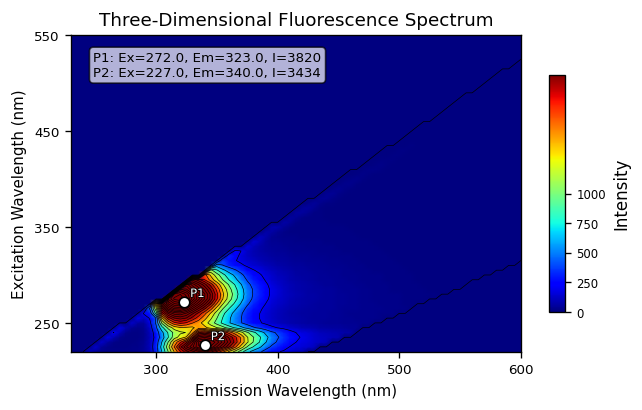 Three-Dimensional Fluorescence Spectrum
P1: Ex=272.0, Em=323.0, I=3820
P2: Ex=227.0, Em=340.0, I=3434
550
450
350
250
Excitation Wavelength (nm)
P1
P2
300
400
500
600
Emission Wavelength (nm)
1000
750
500
250
0
Intensity